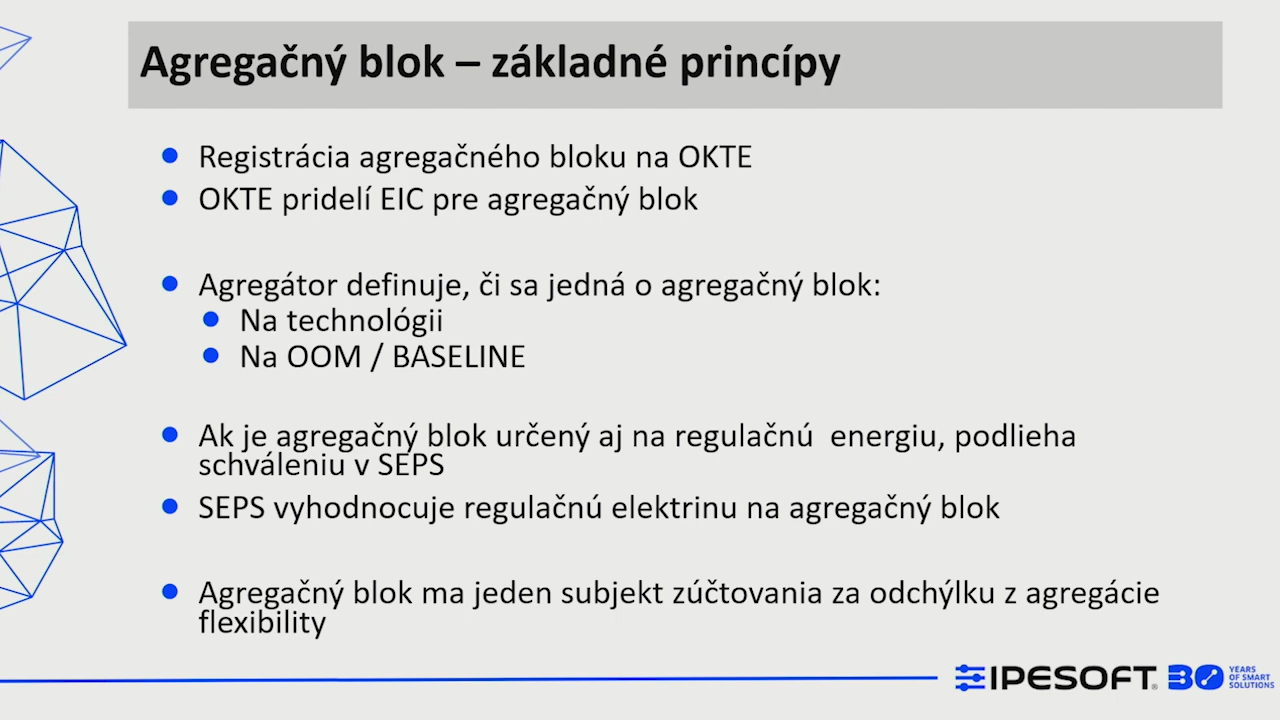 Agregačný blok – základné princípy
Registrácia agregačného bloku na OKTE
OKTE pridelí EIC pre agregačný blok
Agregátor definuje, či sa jedná o agregačný blok:
Na technológii
Na OOM / BASELINE
Ak je agregačný blok určený aj na regulačnú  energiu, podlieha
schváleniu v SEPS
SEPS vyhodnocuje regulačnú elektrinu na agregačný blok
Agregačný blok ma jeden subjekt zúčtovania za odchýlku z agregácie
flexibility
IPESOFT® 30 YEARS
OF SMART
SOLUTIONS